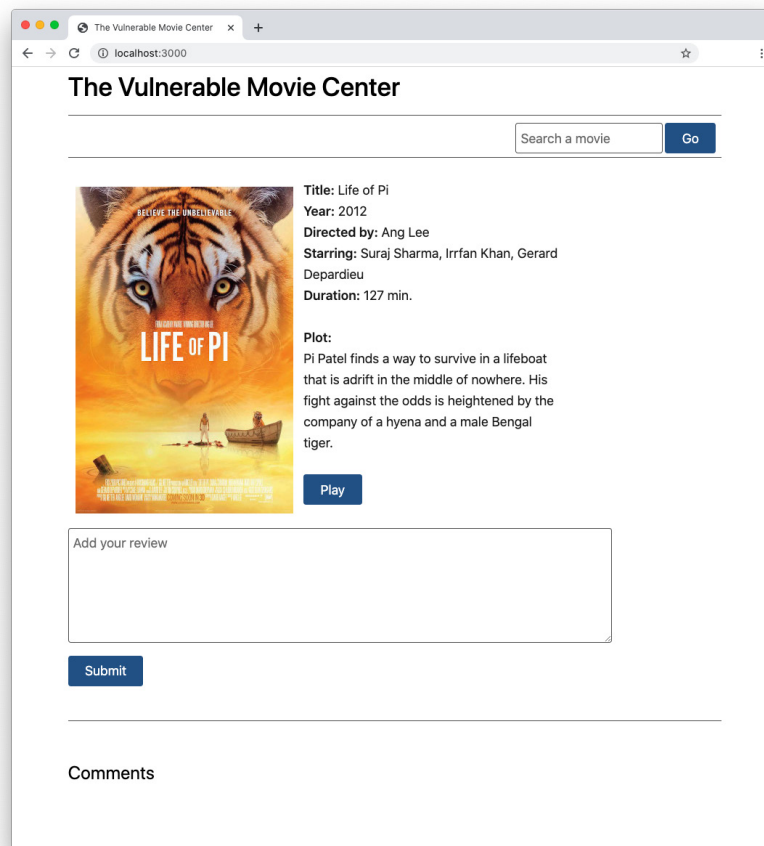 The Vulnerable Movie Center
localhost:3000
The Vulnerable Movie Center
Search a movie Go
BELIEVE THE UNBELIEVABLE
LIFE OF PI
Title: Life of Pi
Year: 2012
Directed by: Ang Lee
Starring: Suraj Sharma, Irrfan Khan, Gerard
Depardieu
Duration: 127 min.
Plot:
Pi Patel finds a way to survive in a lifeboat
that is adrift in the middle of nowhere. His
fight against the odds is heightened by the
company of a hyena and a male Bengal
tiger.
Play
Add your review
Submit
Comments